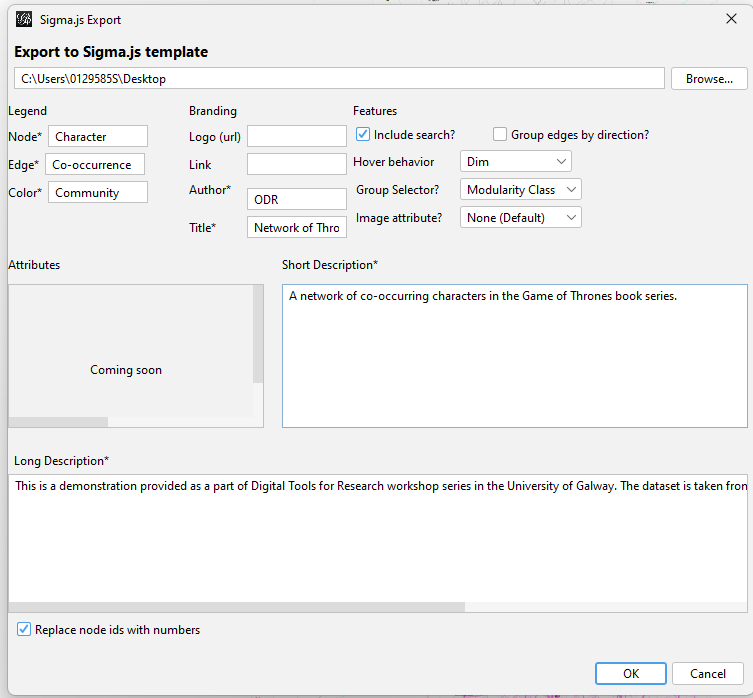 Sigma.js Export
Export to Sigma.js template
C:\Users\0129585S\Desktop
Browse...
Legend
Branding
Features
Node*
Character
Logo (url)
Include search?
Group edges by direction?
Edge*
Co-occurrence
Link
Hover behavior
Dim
Color*
Community
Author*
ODR
Group Selector?
Modularity Class
Title*
Network of Thro
Image attribute?
None (Default)
Attributes
Short Description*
Coming soon
A network of co-occurring characters in the Game of Thrones book series.
Long Description*
This is a demonstration provided as a part of Digital Tools for Research workshop series in the University of Galway. The dataset is taken from
Replace node ids with numbers
OK
Cancel